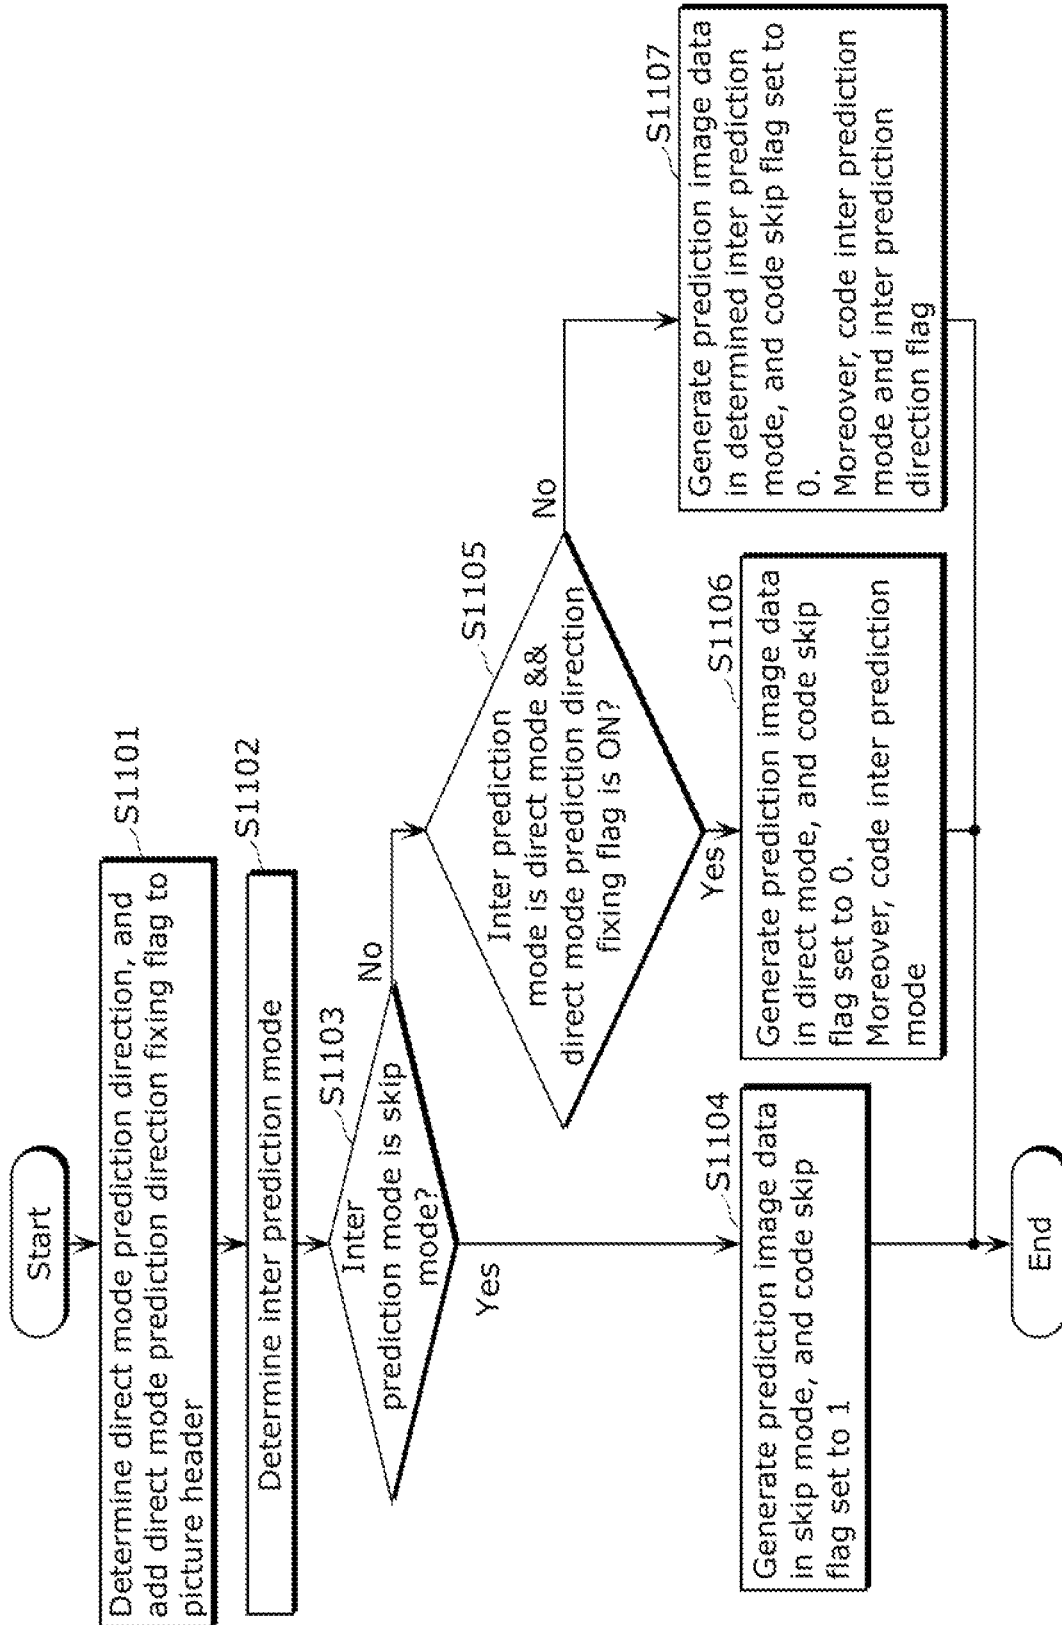 Start
S1101
Determine direct mode prediction direction, and
add direct mode prediction direction fixing flag to
picture header
S1102
Determine inter prediction mode
S1103
Inter
prediction mode is skip
mode?
No
Yes
S1105
Inter prediction
mode is direct mode &&
direct mode prediction direction
fixing flag is ON?
No
Yes
S1104
Generate prediction image data
in skip mode, and code skip
flag set to 1
S1106
Generate prediction image data
in direct mode, and code skip
flag set to 0.
Moreover, code inter prediction
mode
S1107
Generate prediction image data
in determined inter prediction
mode, and code skip flag set to
0.
Moreover, code inter prediction
mode and inter prediction
direction flag
End